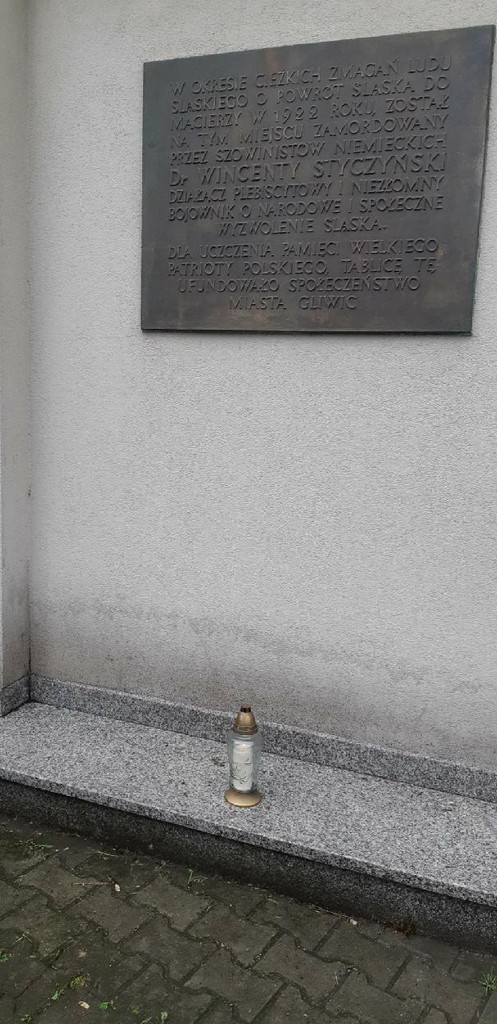 W OKRESIE CIĘŻKICH ZMAGAŃ LUDU
ŚLĄSKIEGO O POWRÓT ŚLĄSKA DO
MACIERZY W 1922 ROKU, ZOSTAŁ
NA TYM MIEJSCU ZAMORDOWANY
PRZEZ SZOWINISTÓW NIEMIECKICH
Dr WINCENTY STYCZYŃSKI
DZIAŁACZ PLEBISCYTOWY I NIEZŁOMNY
BOJOWNIK O NARODOWE I SPOŁECZNE
WYZWOLENIE ŚLĄSKA.
DLA UCZCZENIA PAMIĘCI WIELKIEGO
PATRIOTY POLSKIEGO, TABLICĘ TĘ
UFUNDOWAŁO SPOŁECZEŃSTWO
MIASTA GLIWIC